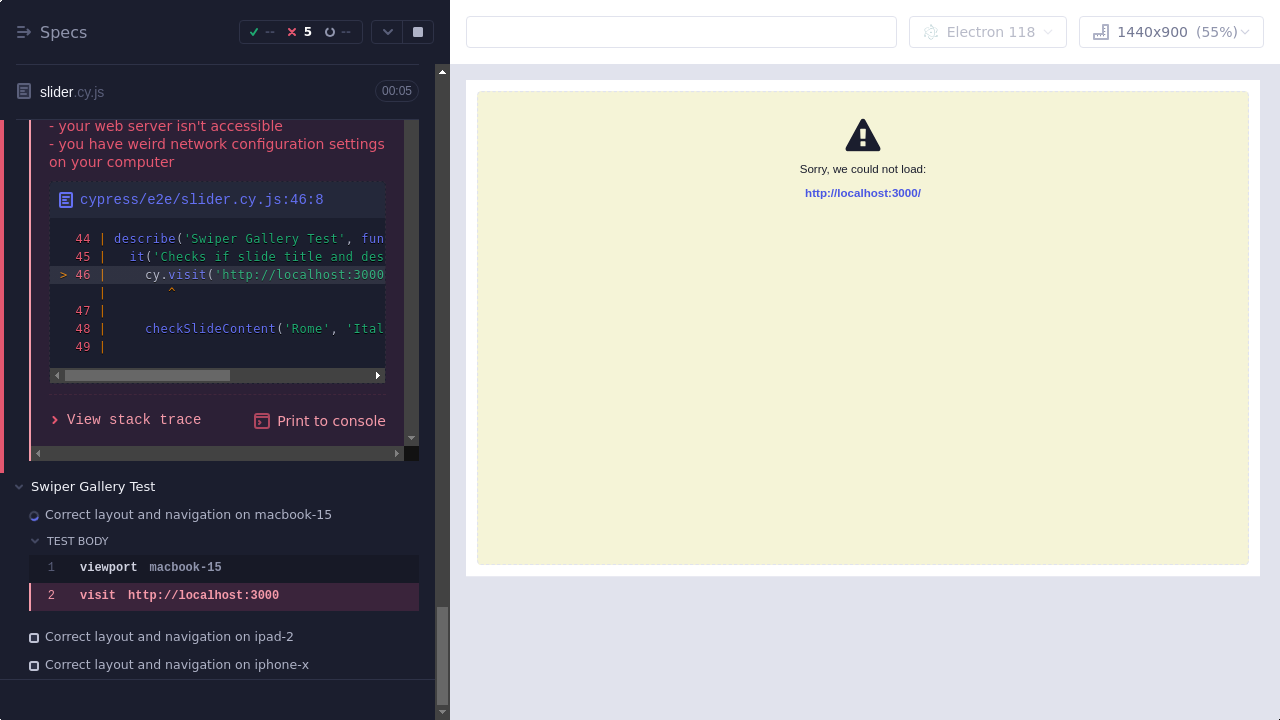 Specs
-- 5 --
Electron 118
1440x900 (55%)
slider.cy.js
00:05
- your web server isn't accessible
- you have weird network configuration settings
on your computer
cypress/e2e/slider.cy.js:46:8
44 | describe('Swiper Gallery Test', fun
45 | it('Checks if slide title and des
> 46 | cy.visit('http://localhost:3000
| ^
47 |
48 | checkSlideContent('Rome', 'Ital
49 |
View stack trace
Print to console
Swiper Gallery Test
Correct layout and navigation on macbook-15
TEST BODY
1 viewport macbook-15
2 visit http://localhost:3000
Correct layout and navigation on ipad-2
Correct layout and navigation on iphone-x
Sorry, we could not load:
http://localhost:3000/